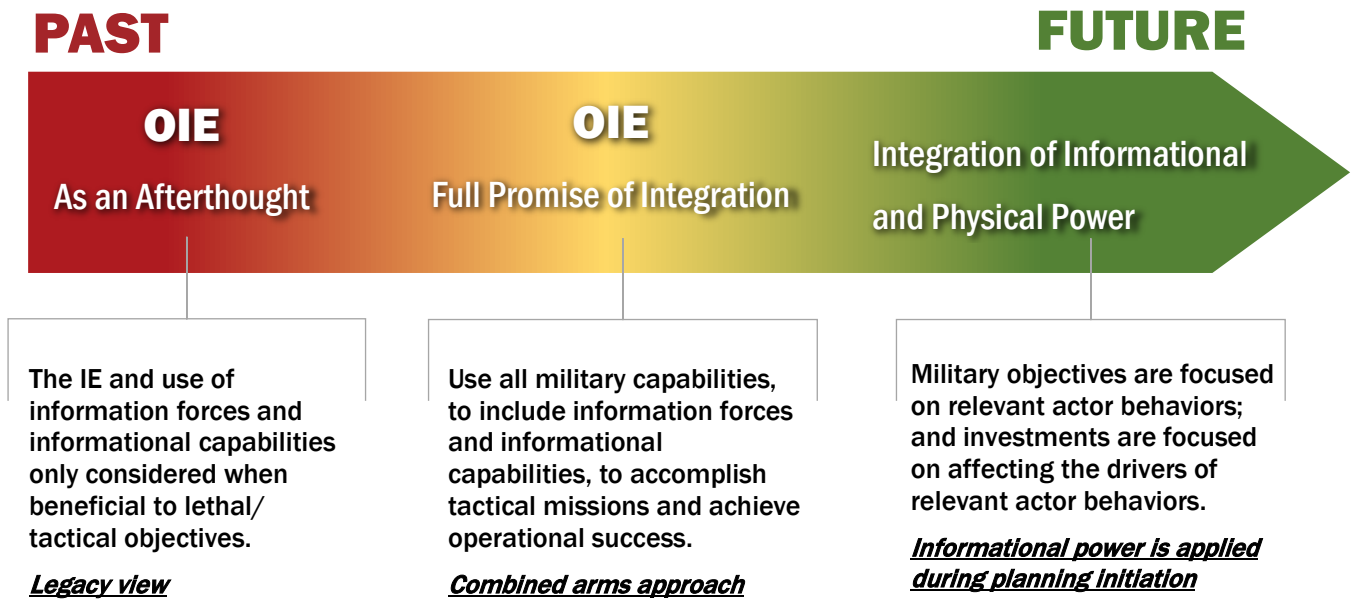 PAST
FUTURE
OIE
As an Afterthought
OIE
Full Promise of Integration
Integration of Informational
and Physical Power
The IE and use of
information forces and
informational capabilities
only considered when
beneficial to lethal/
tactical objectives.
Legacy view
Use all military capabilities,
to include information forces
and informational
capabilities, to accomplish
tactical missions and achieve
operational success.
Combined arms approach
Military objectives are focused
on relevant actor behaviors;
and investments are focused
on affecting the drivers of
relevant actor behaviors.
Informational power is applied
during planning initiation